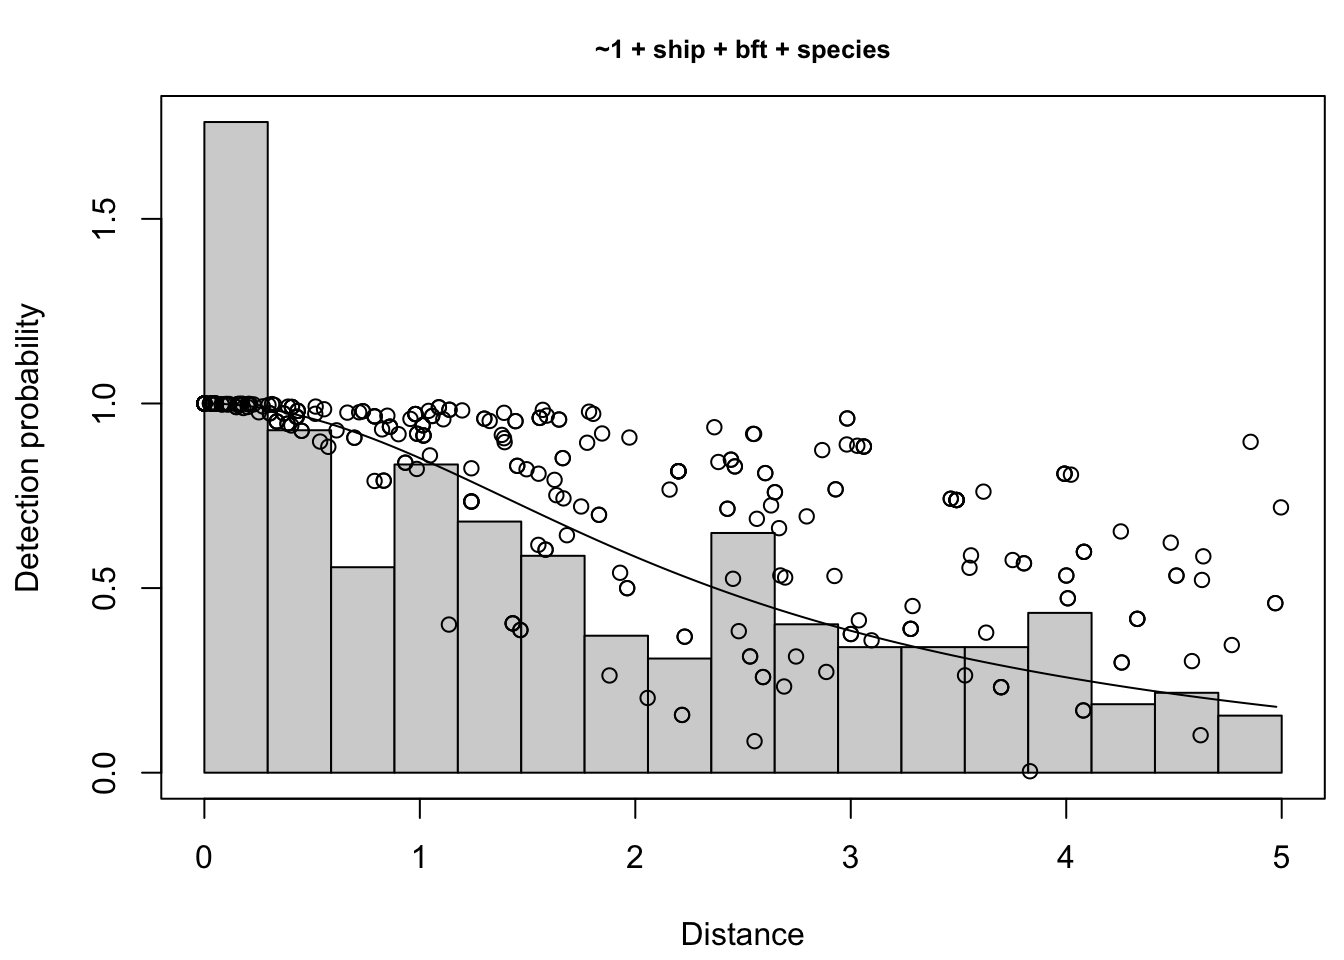 ~1 + ship + bft + species
Detection probability
1.5
1.0
0.5
0.0
0 1 2 3 4 5
Distance